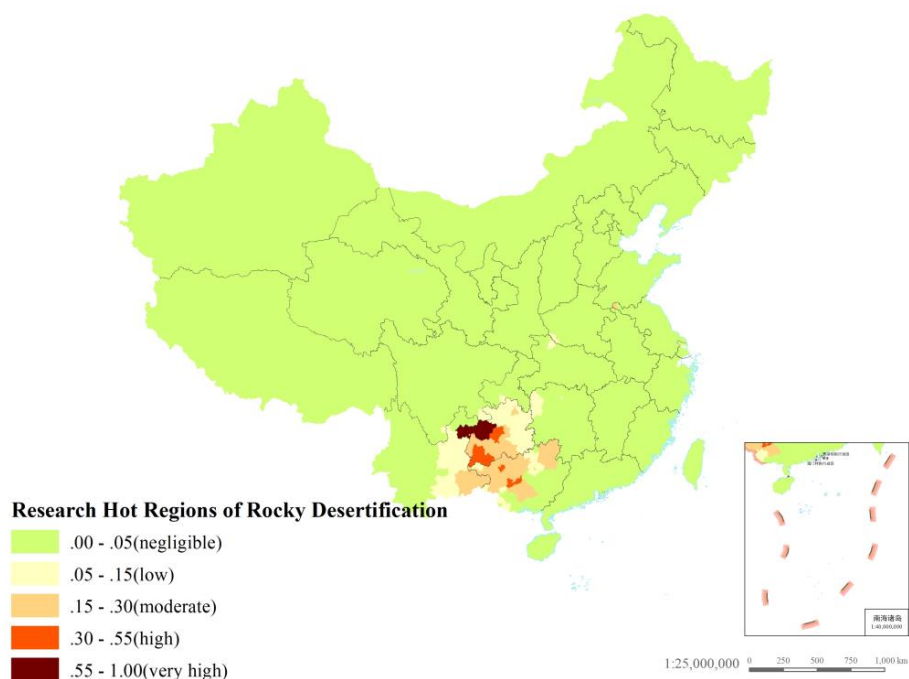 Research Hot Regions of Rocky Desertification
.00 - .05(negligible)
.05 - .15(low)
.15 - .30(moderate)
.30 - .55(high)
.55 - 1.00(very high)
南海诸岛
1:40,000,000
1:25,000,000
0 250 500 750 1,000 km